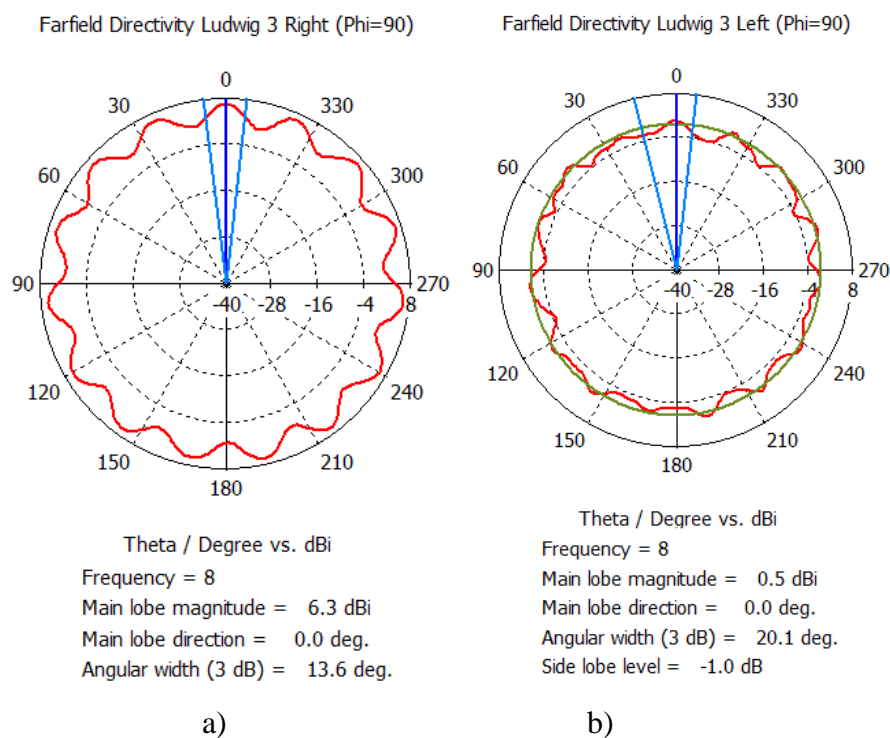 Farfield Directivity Ludwig 3 Right (Phi=90)
0
30 330
60 300
90 270
-40 -28 -16 -4 8
120 240
150 210
180
Theta / Degree vs. dBi
Frequency = 8
Main lobe magnitude = 6.3 dBi
Main lobe direction = 0.0 deg.
Angular width (3 dB) = 13.6 deg.
a)
Farfield Directivity Ludwig 3 Left (Phi=90)
0
30 330
60 300
90 270
-40 -28 -16 -4 8
120 240
150 210
180
Theta / Degree vs. dBi
Frequency = 8
Main lobe magnitude = 0.5 dBi
Main lobe direction = 0.0 deg.
Angular width (3 dB) = 20.1 deg.
Side lobe level = -1.0 dB
b)